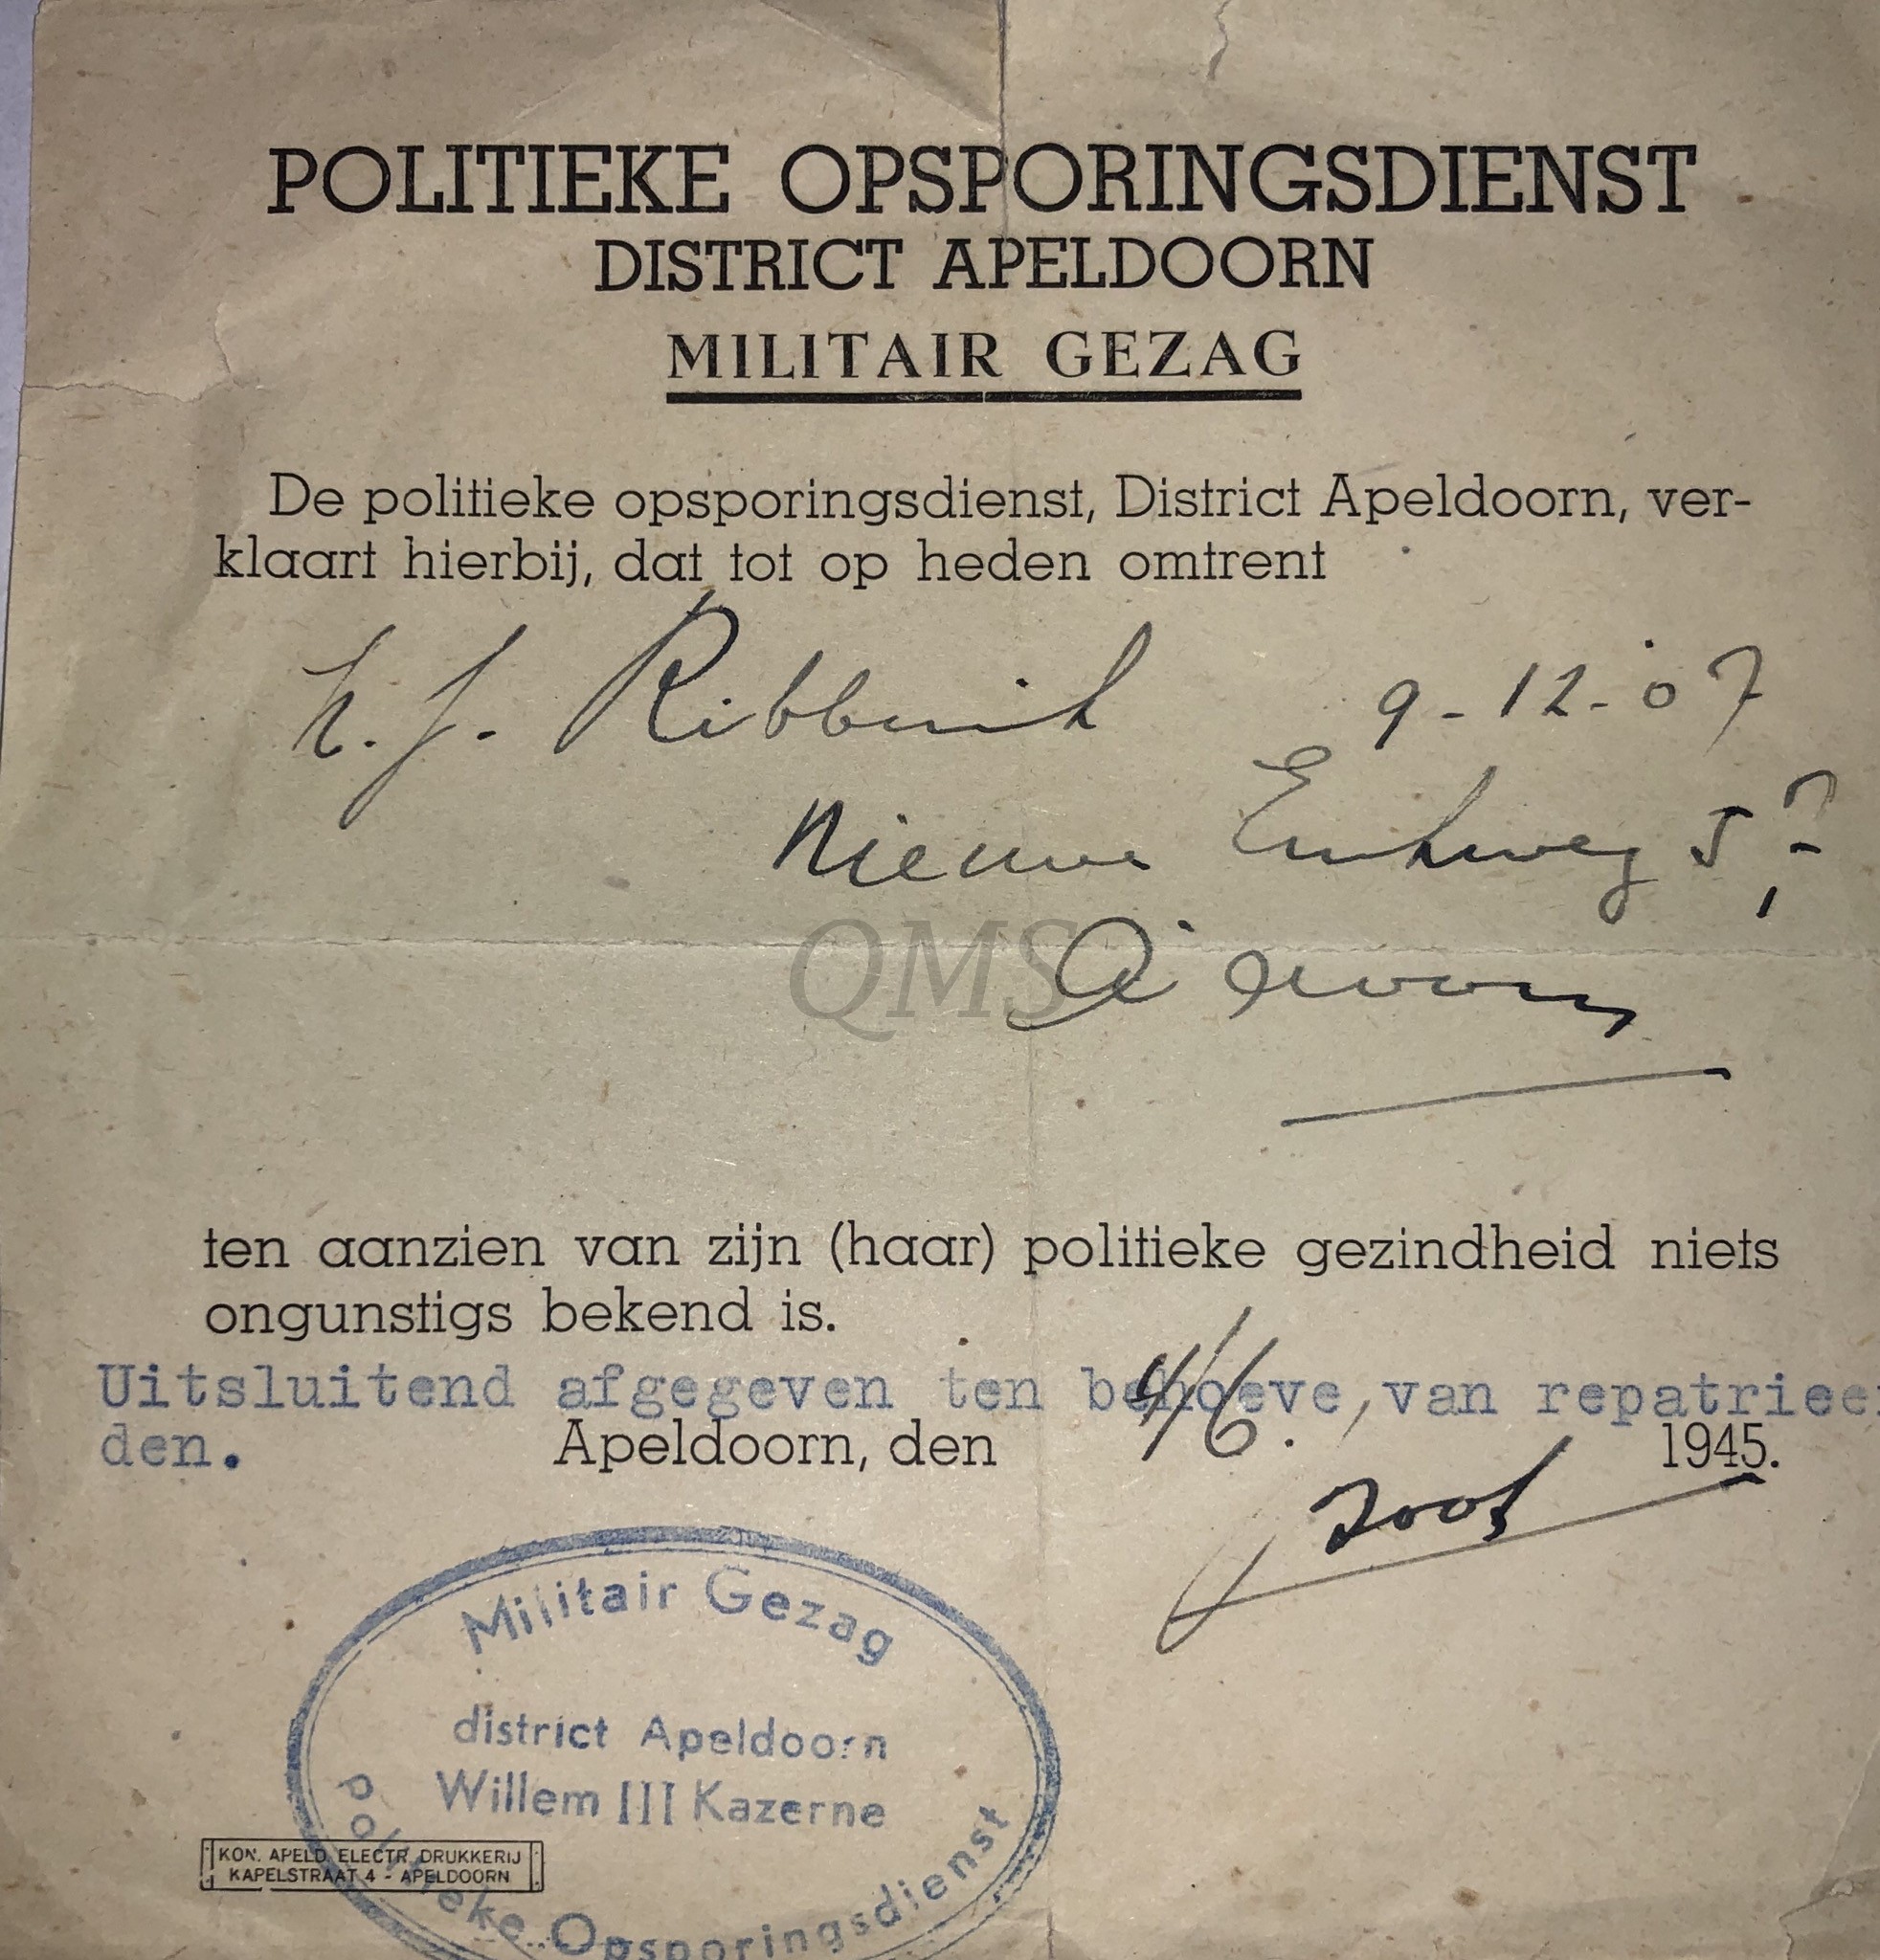 POLITIEKE OPSPORINGSDIENST
DISTRICT APELDOORN
MILITAIR GEZAG
De politieke opsporingsdienst, District Apeldoorn, ver-
klaart hierbij, dat tot op heden omtrent
J. Ribbink 9-12-07
Nieuwe
QMS
ten aanzien van zijn (haar) politieke gezindheid niets
ongunstigs bekend is.
Uitsluitend afgegeven ten behoeve van repatriee
den.
Apeldoorn, den 4/6. 1945.
Militair Gezag
district Apeldoorn
Willem III Kazerne
Politieke Opsporingsdienst
KON. APELD. ELECTR. DRUKKERIJ
KAPELSTRAAT 4 - APELDOORN